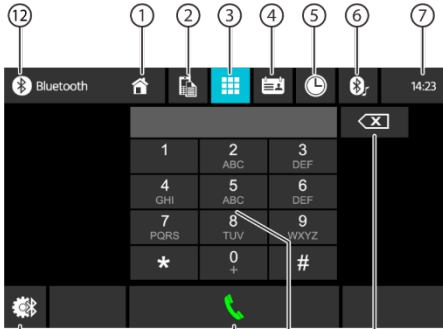 12 1 2 3 4 5 6 7
Bluetooth 14:23
1 2 3
ABC DEF
4 5 6
GHI ABC DEF
7 8 9
PQRS TUV WXYZ
* 0 #
+